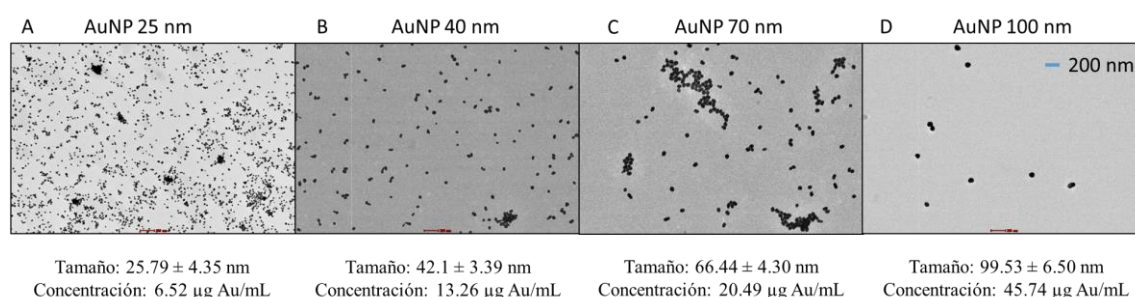 A AuNP 25 nm
B AuNP 40 nm
C AuNP 70 nm
D AuNP 100 nm
200 nm
Tamaño: 25.79 ± 4.35 nm
Concentración: 6.52 µg Au/mL
Tamaño: 42.1 ± 3.39 nm
Concentración: 13.26 µg Au/mL
Tamaño: 66.44 ± 4.30 nm
Concentración: 20.49 µg Au/mL
Tamaño: 99.53 ± 6.50 nm
Concentración: 45.74 µg Au/mL